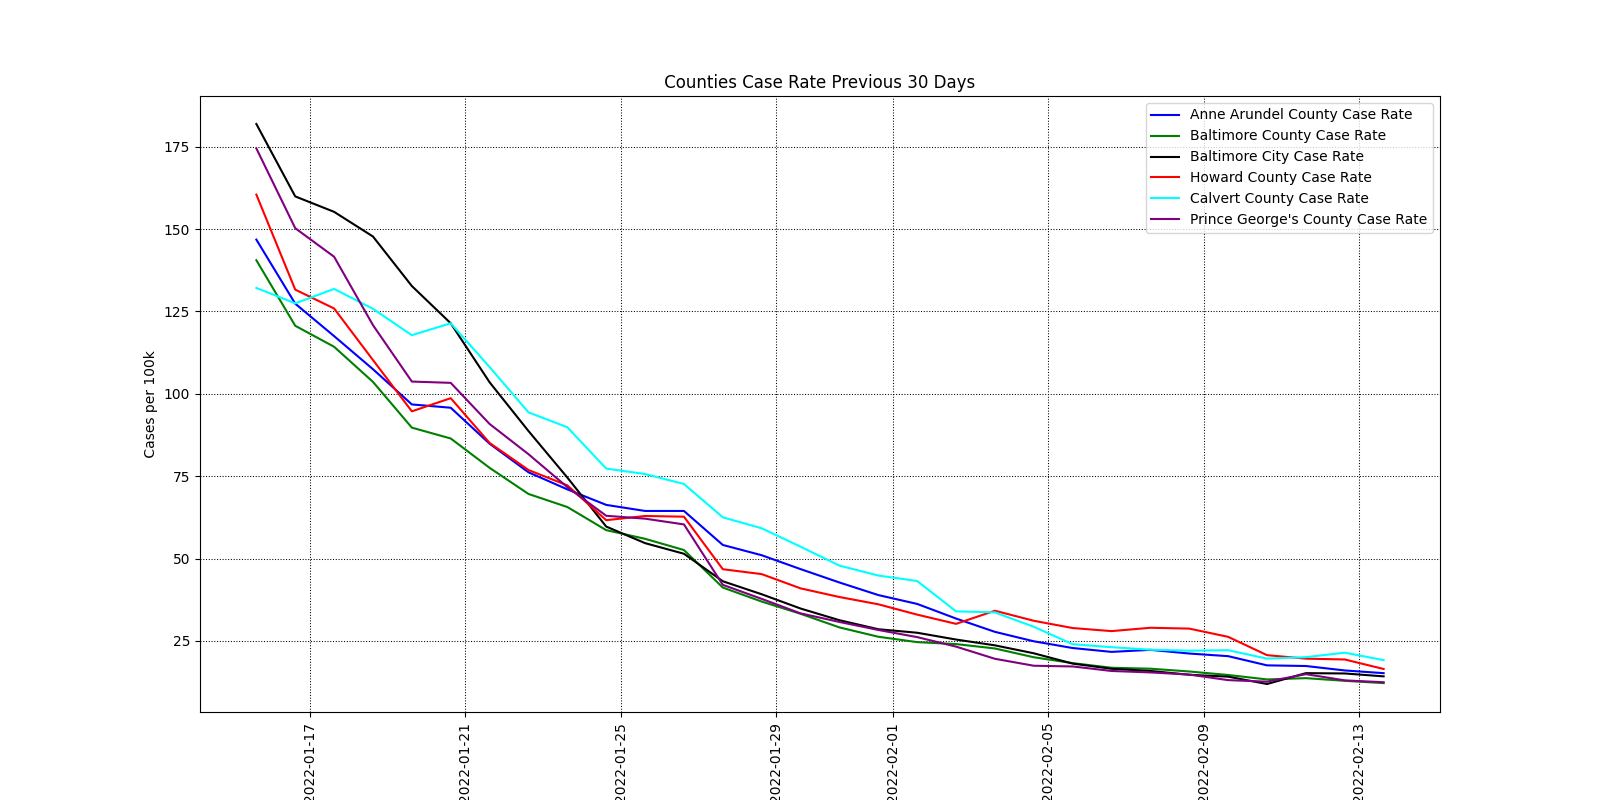 Counties Case Rate Previous 30 Days
Anne Arundel County Case Rate
Baltimore County Case Rate
Baltimore City Case Rate
Howard County Case Rate
Calvert County Case Rate
Prince George's County Case Rate
Cases per 100k
175
150
125
100
75
50
25
2022-01-17
2022-01-21
2022-01-25
2022-01-29
2022-02-01
2022-02-05
2022-02-09
2022-02-13